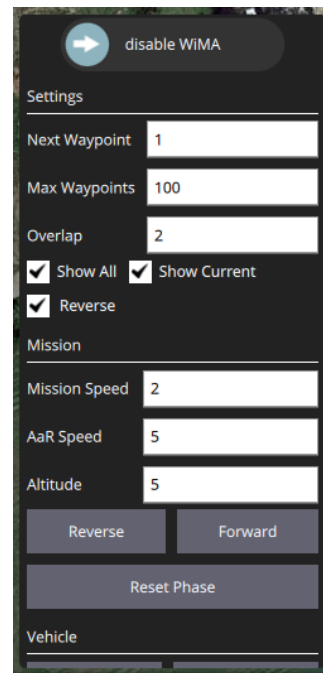 disable WiMA
Settings
Next Waypoint 1
Max Waypoints 100
Overlap 2
Show All Show Current
Reverse
Mission
Mission Speed 2
AaR Speed 5
Altitude 5
Reverse Forward
Reset Phase
Vehicle